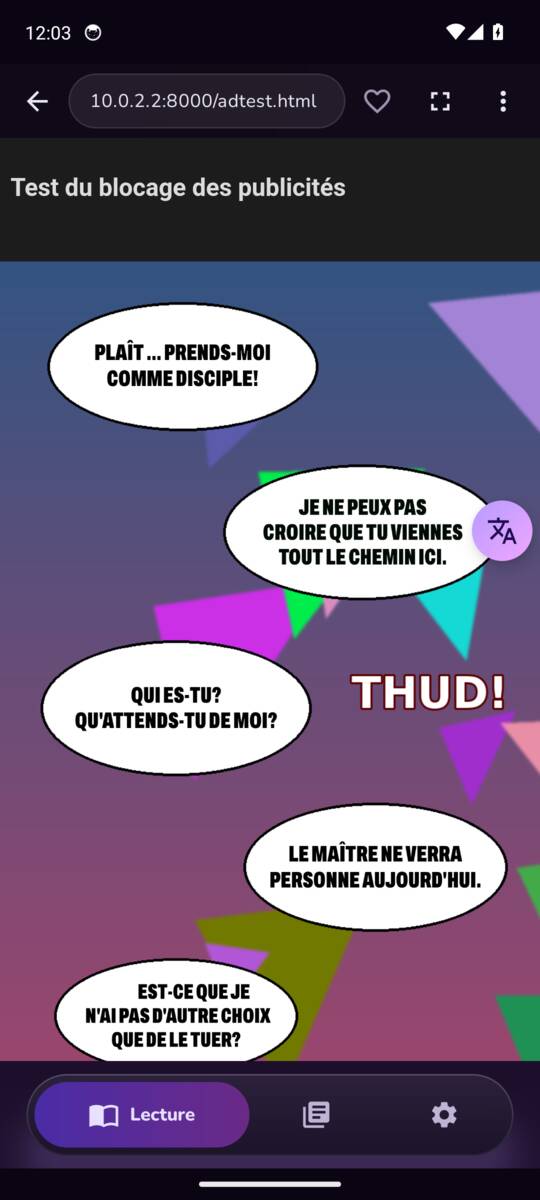 12:03
10.0.2.2:8000/adtest.html
Test du blocage des publicités
PLAÎT... PRENDS-MOI
COMME DISCIPLE!
JE NE PEUX PAS
CROIRE QUE TU VIENNES
TOUT LE CHEMIN ICI.
QUI ES-TU?
QU'ATTENDS-TU DE MOI?
THUD!
LE MAÎTRE NE VERRA
PERSONNE AUJOURD'HUI.
EST-CE QUE JE
N'AI PAS D'AUTRE CHOIX
QUE DE LE TUER?
Lecture